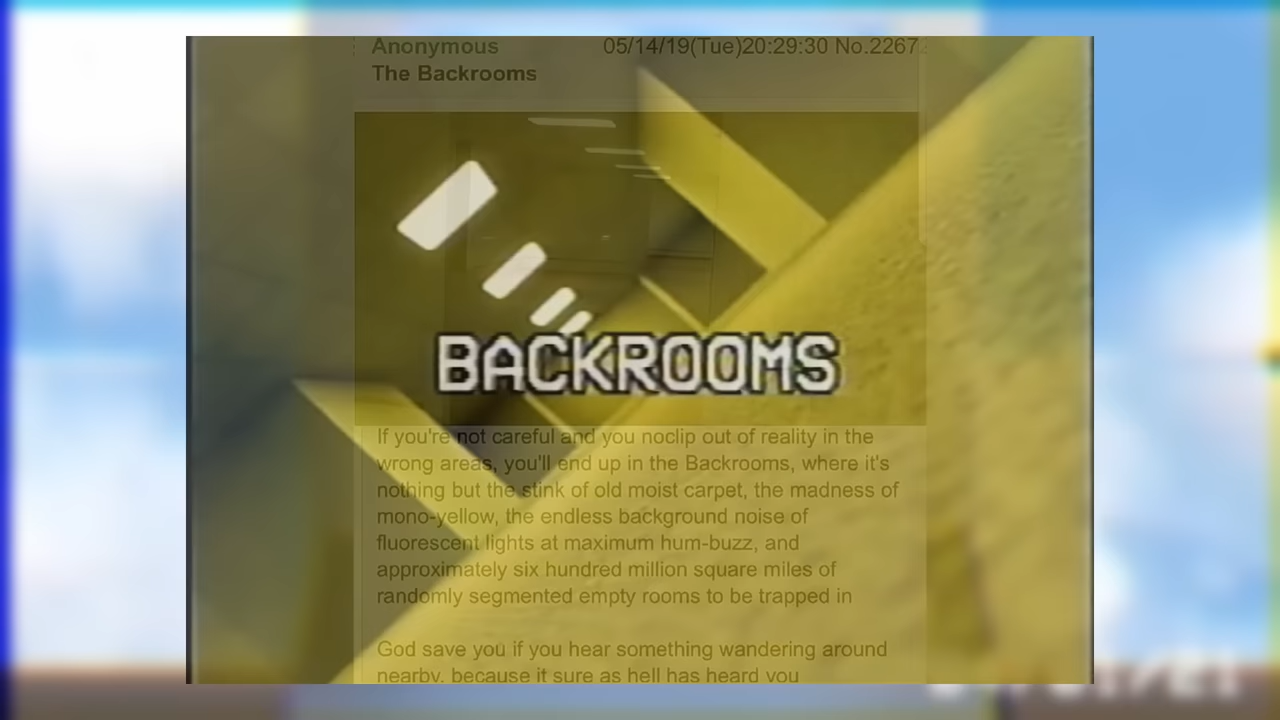 Anonymous 05/14/19(Tue)20:29:30 No.2267
The Backrooms
BACKROOMS
If you're not careful and you noclip out of reality in the
wrong areas, you'll end up in the Backrooms, where it's
nothing but the stink of old moist carpet, the madness of
mono-yellow, the endless background noise of
fluorescent lights at maximum hum-buzz, and
approximately six hundred million square miles of
randomly segmented empty rooms to be trapped in
God save you if you hear something wandering around
nearby, because it sure as hell has heard you